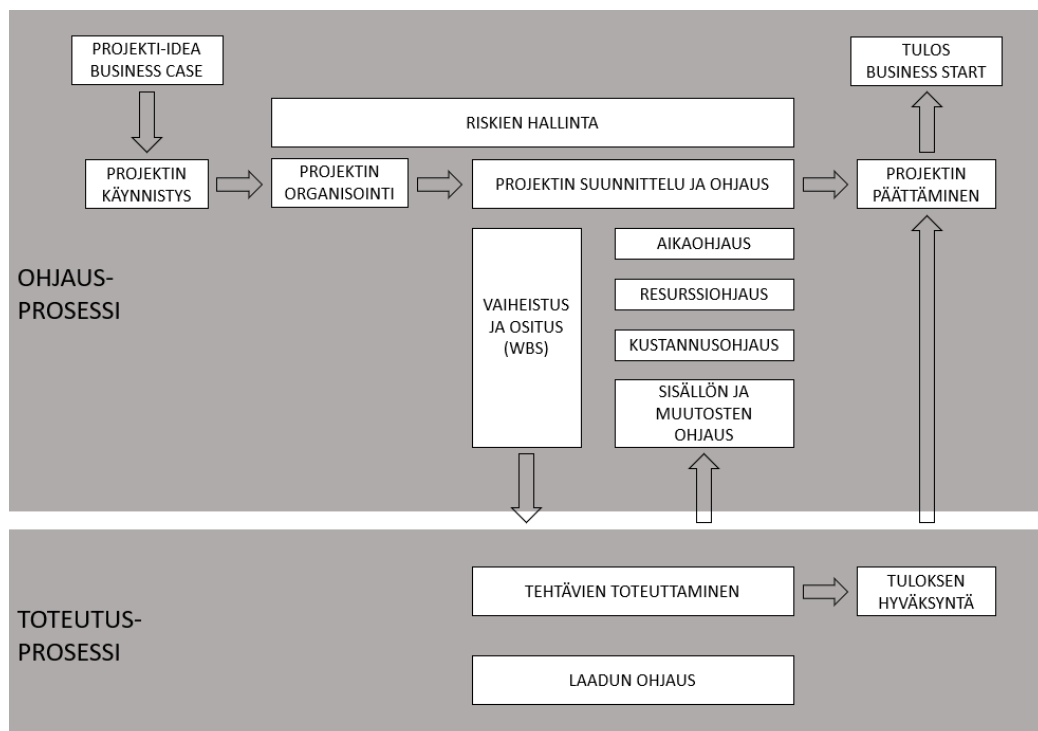 PROJEKTI-IDEA
BUSINESS CASE
TULOS
BUSINESS START
RISKIEN HALLINTA
PROJEKTIN
KÄYNNISTYS
PROJEKTIN
ORGANISOINTI
PROJEKTIN SUUNNITTELU JA OHJAUS
PROJEKTIN
PÄÄTTÄMINEN
OHJAUS-
PROSESSI
VAIHEISTUS
JA OSITUS
(WBS)
AIKAOHJAUS
RESURSSIOHJAUS
KUSTANNUSOHJAUS
SISÄLLÖN JA
MUUTOSTEN
OHJAUS
TOTEUTUS-
PROSESSI
TEHTÄVIEN TOTEUTTAMINEN
TULOKSEN
HYVÄKSYNTÄ
LAADUN OHJAUS